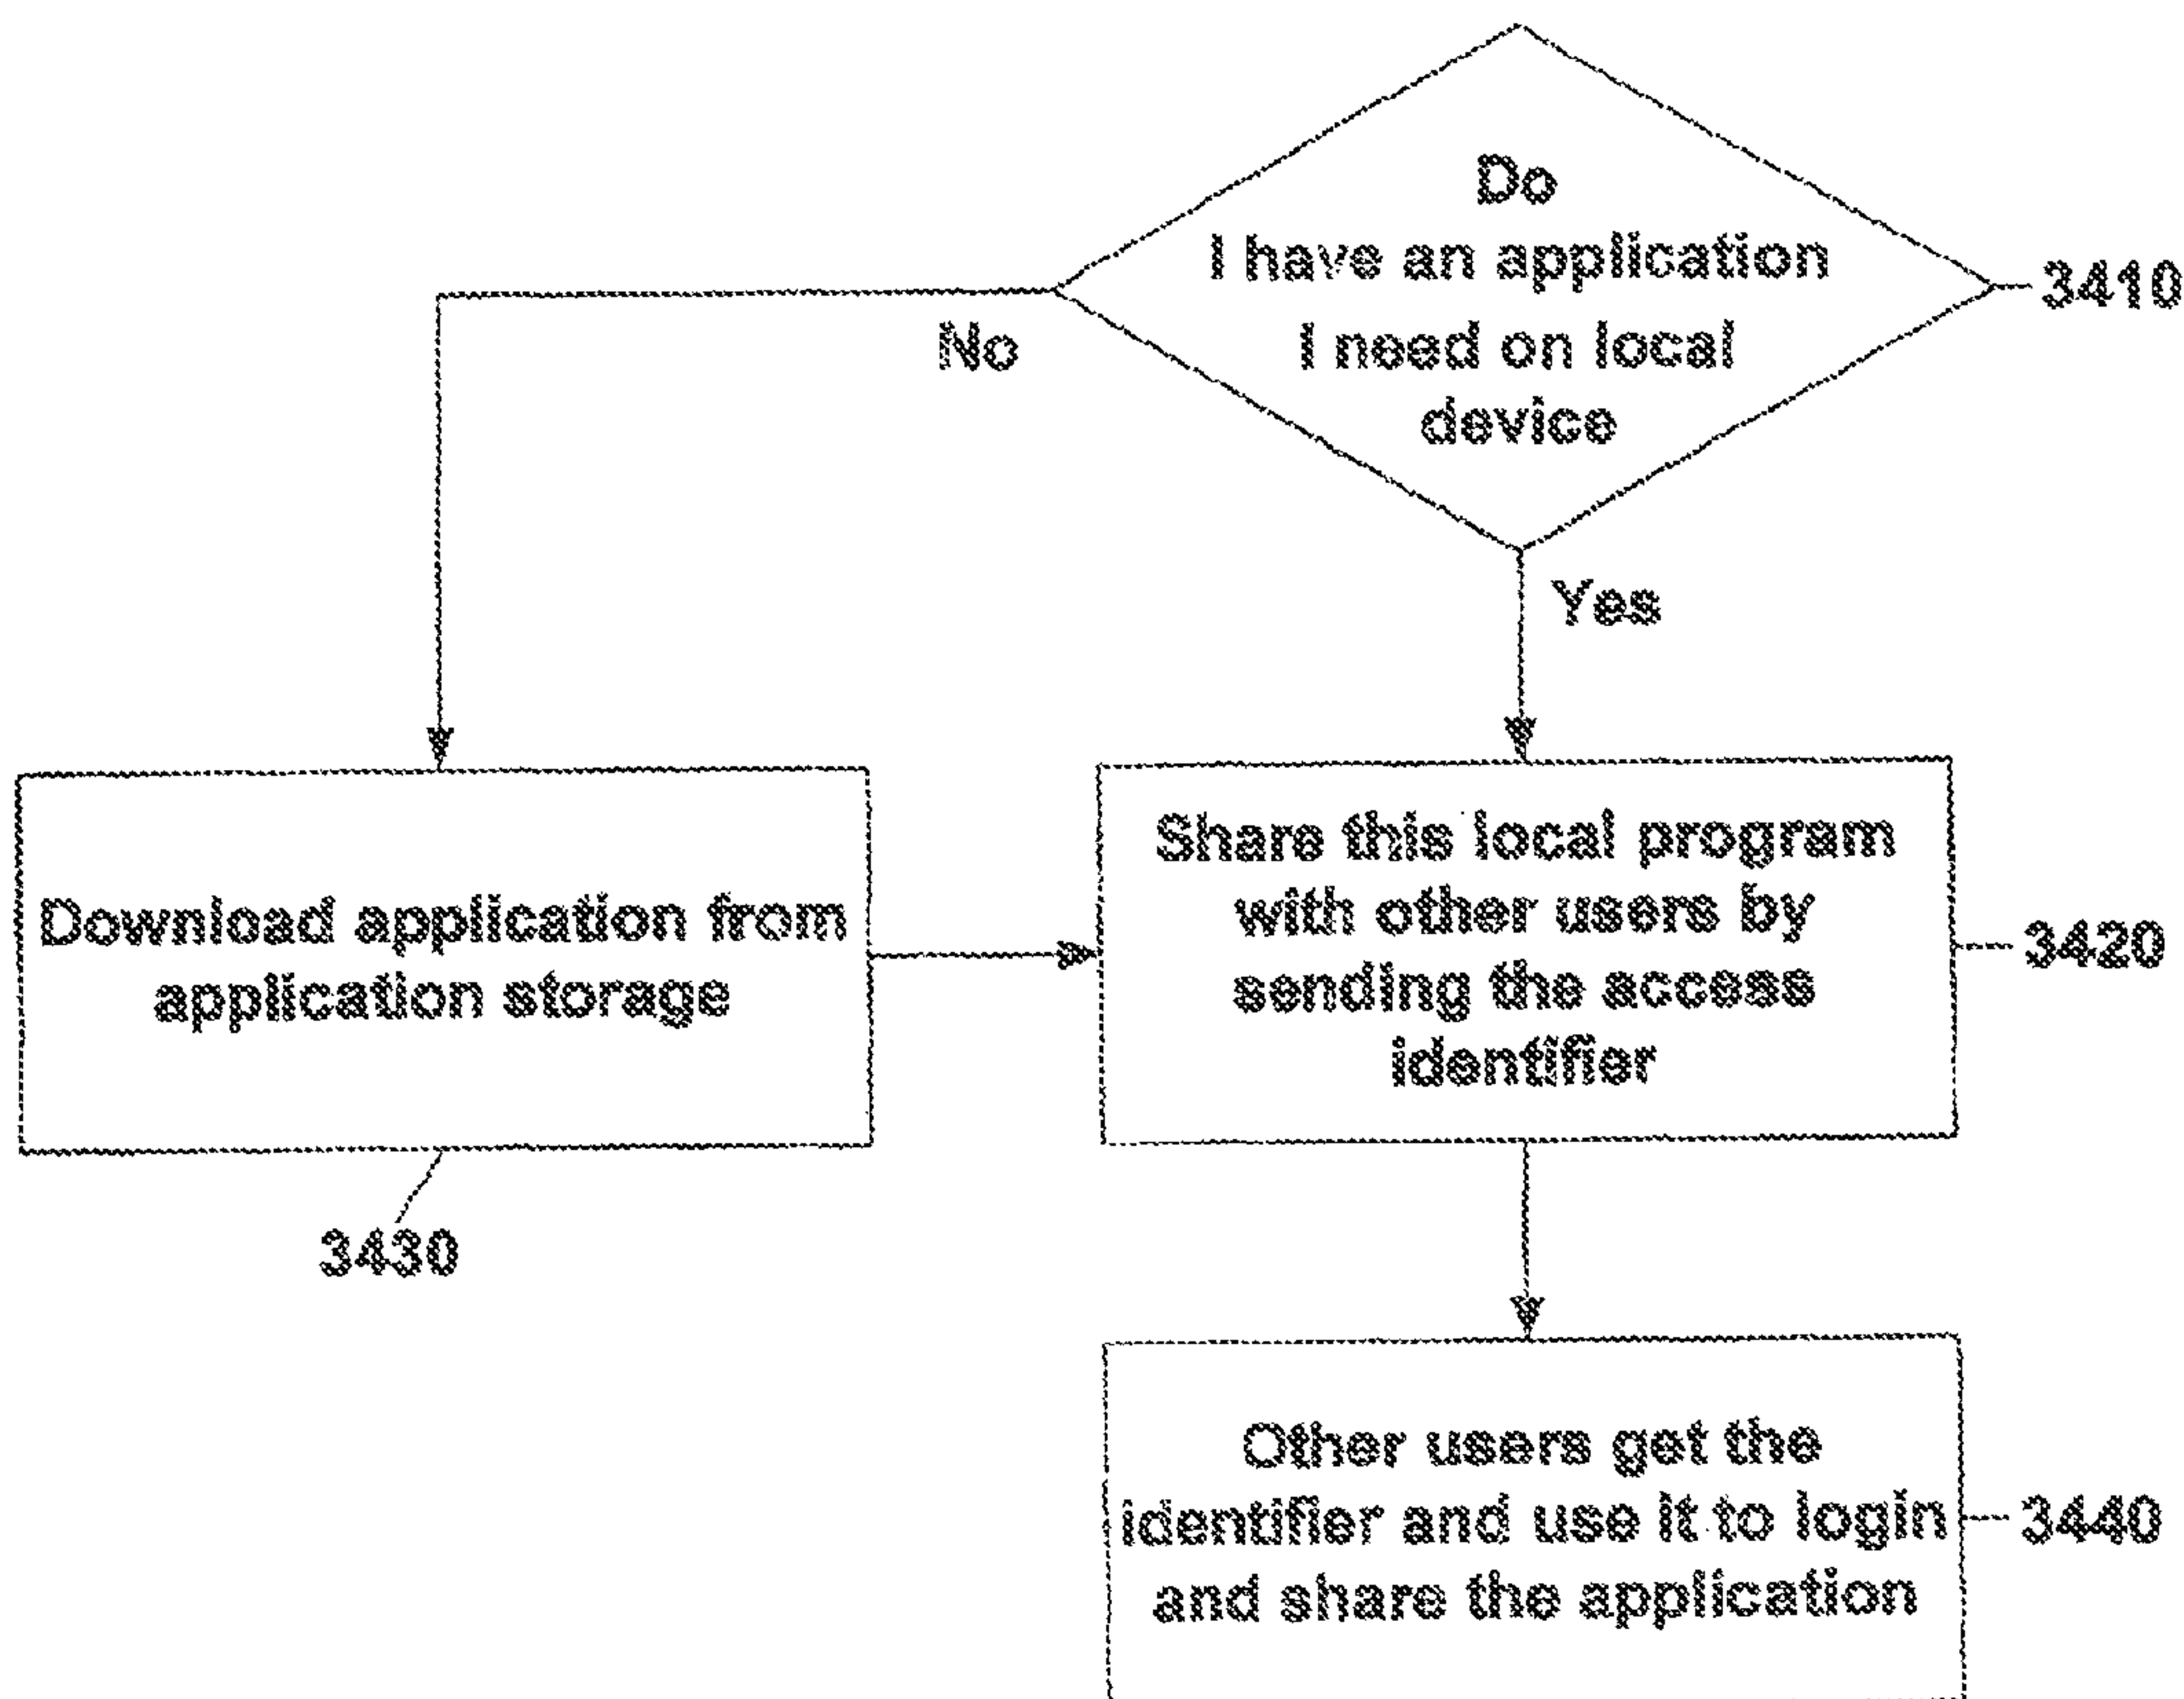 Do
I have an application
I need on local
device
3410
No
Yes
Download application from
application storage
3430
Share this local program
with other users by
sending the access
identifier
3420
Other users get the
identifier and use it to login
and share the application
3440